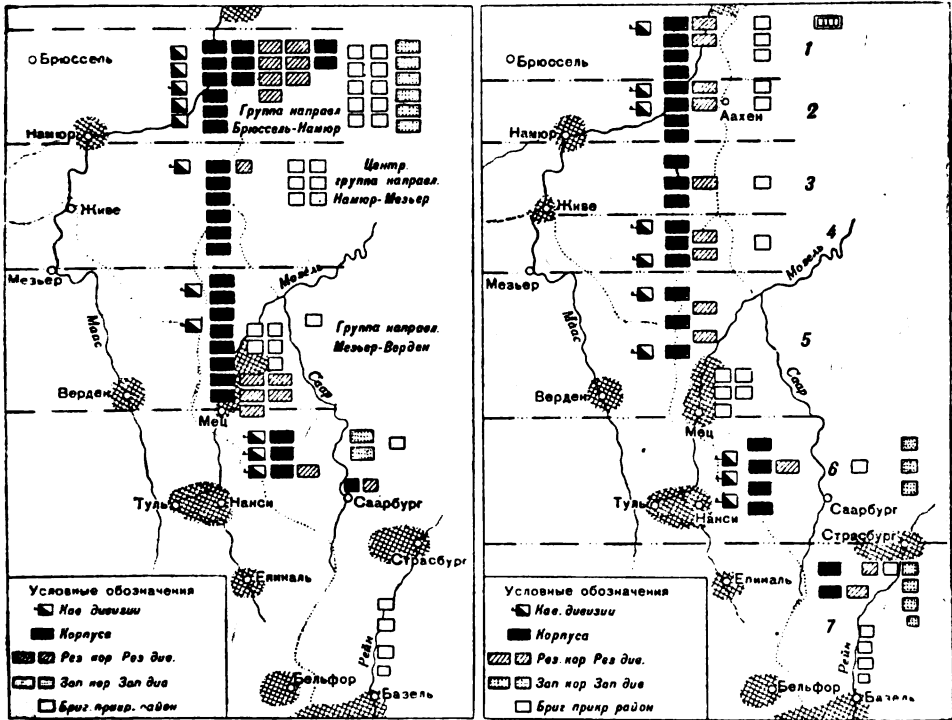 Брюссель
Группа направл
Брюссель-Намюр
Намюр
Центр.
группа направл.
Намюр-Мезьер
Живе
Мезьер
Мозель
Маас
Группа направл.
Мезьер-Верден
Саар
Верден
Мец
Туль
Нанси
Саарбург
Страсбург
Епиналь
Рейн
Бельфор
Базель
Условные обозначения
Кав дивизии
Корпуса
Рез кор Рез див.
Зап кор Зап див
Бриг. прикр. район
1
Брюссель
Аахен
2
Намюр
3
Живе
4
Мозель
Мезьер
Маас
5
Саар
Верден
Мец
6
Туль
Нанси
Саарбург
Страсбург
Епиналь
7
Рейн
Бельфор
Базель
Условные обозначения
Кав. дивизии
Корпуса
Рез кор Рез див.
Зап кор Зап див
Бриг прикр район